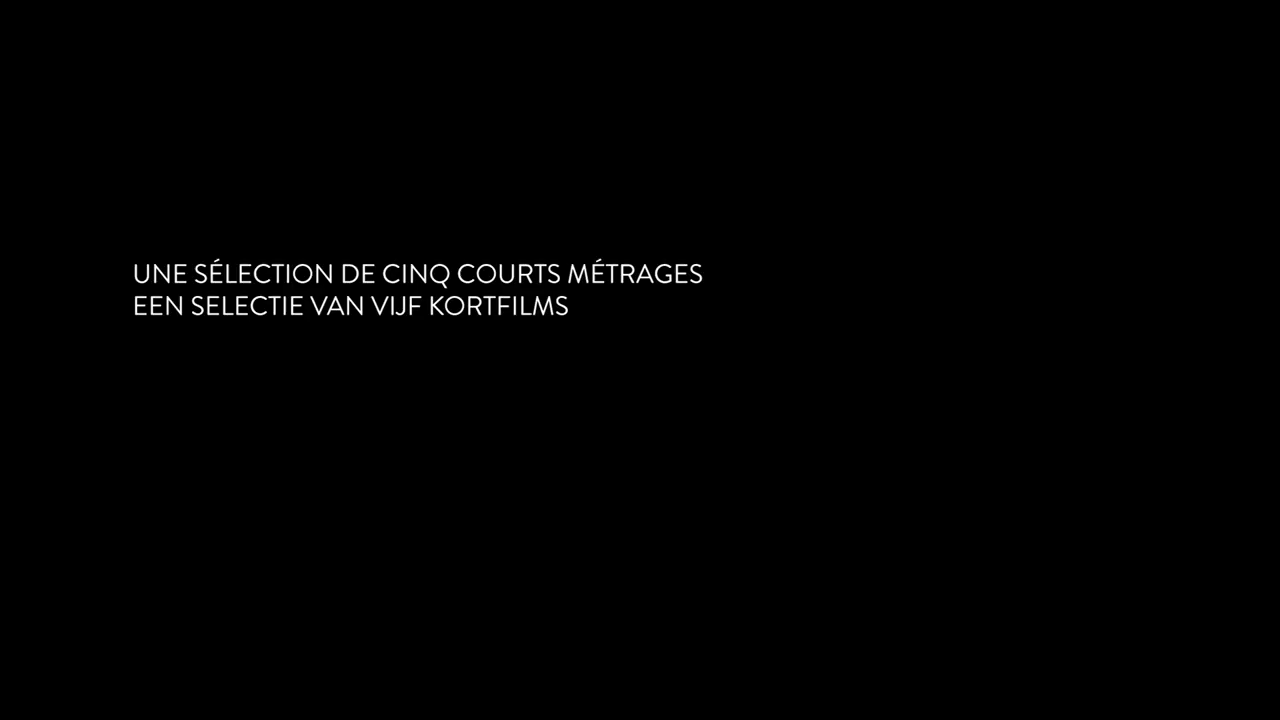 UNE SÉLECTION DE CINQ COURTS MÉTRAGES
EEN SELECTIE VAN VIJF KORTFILMS